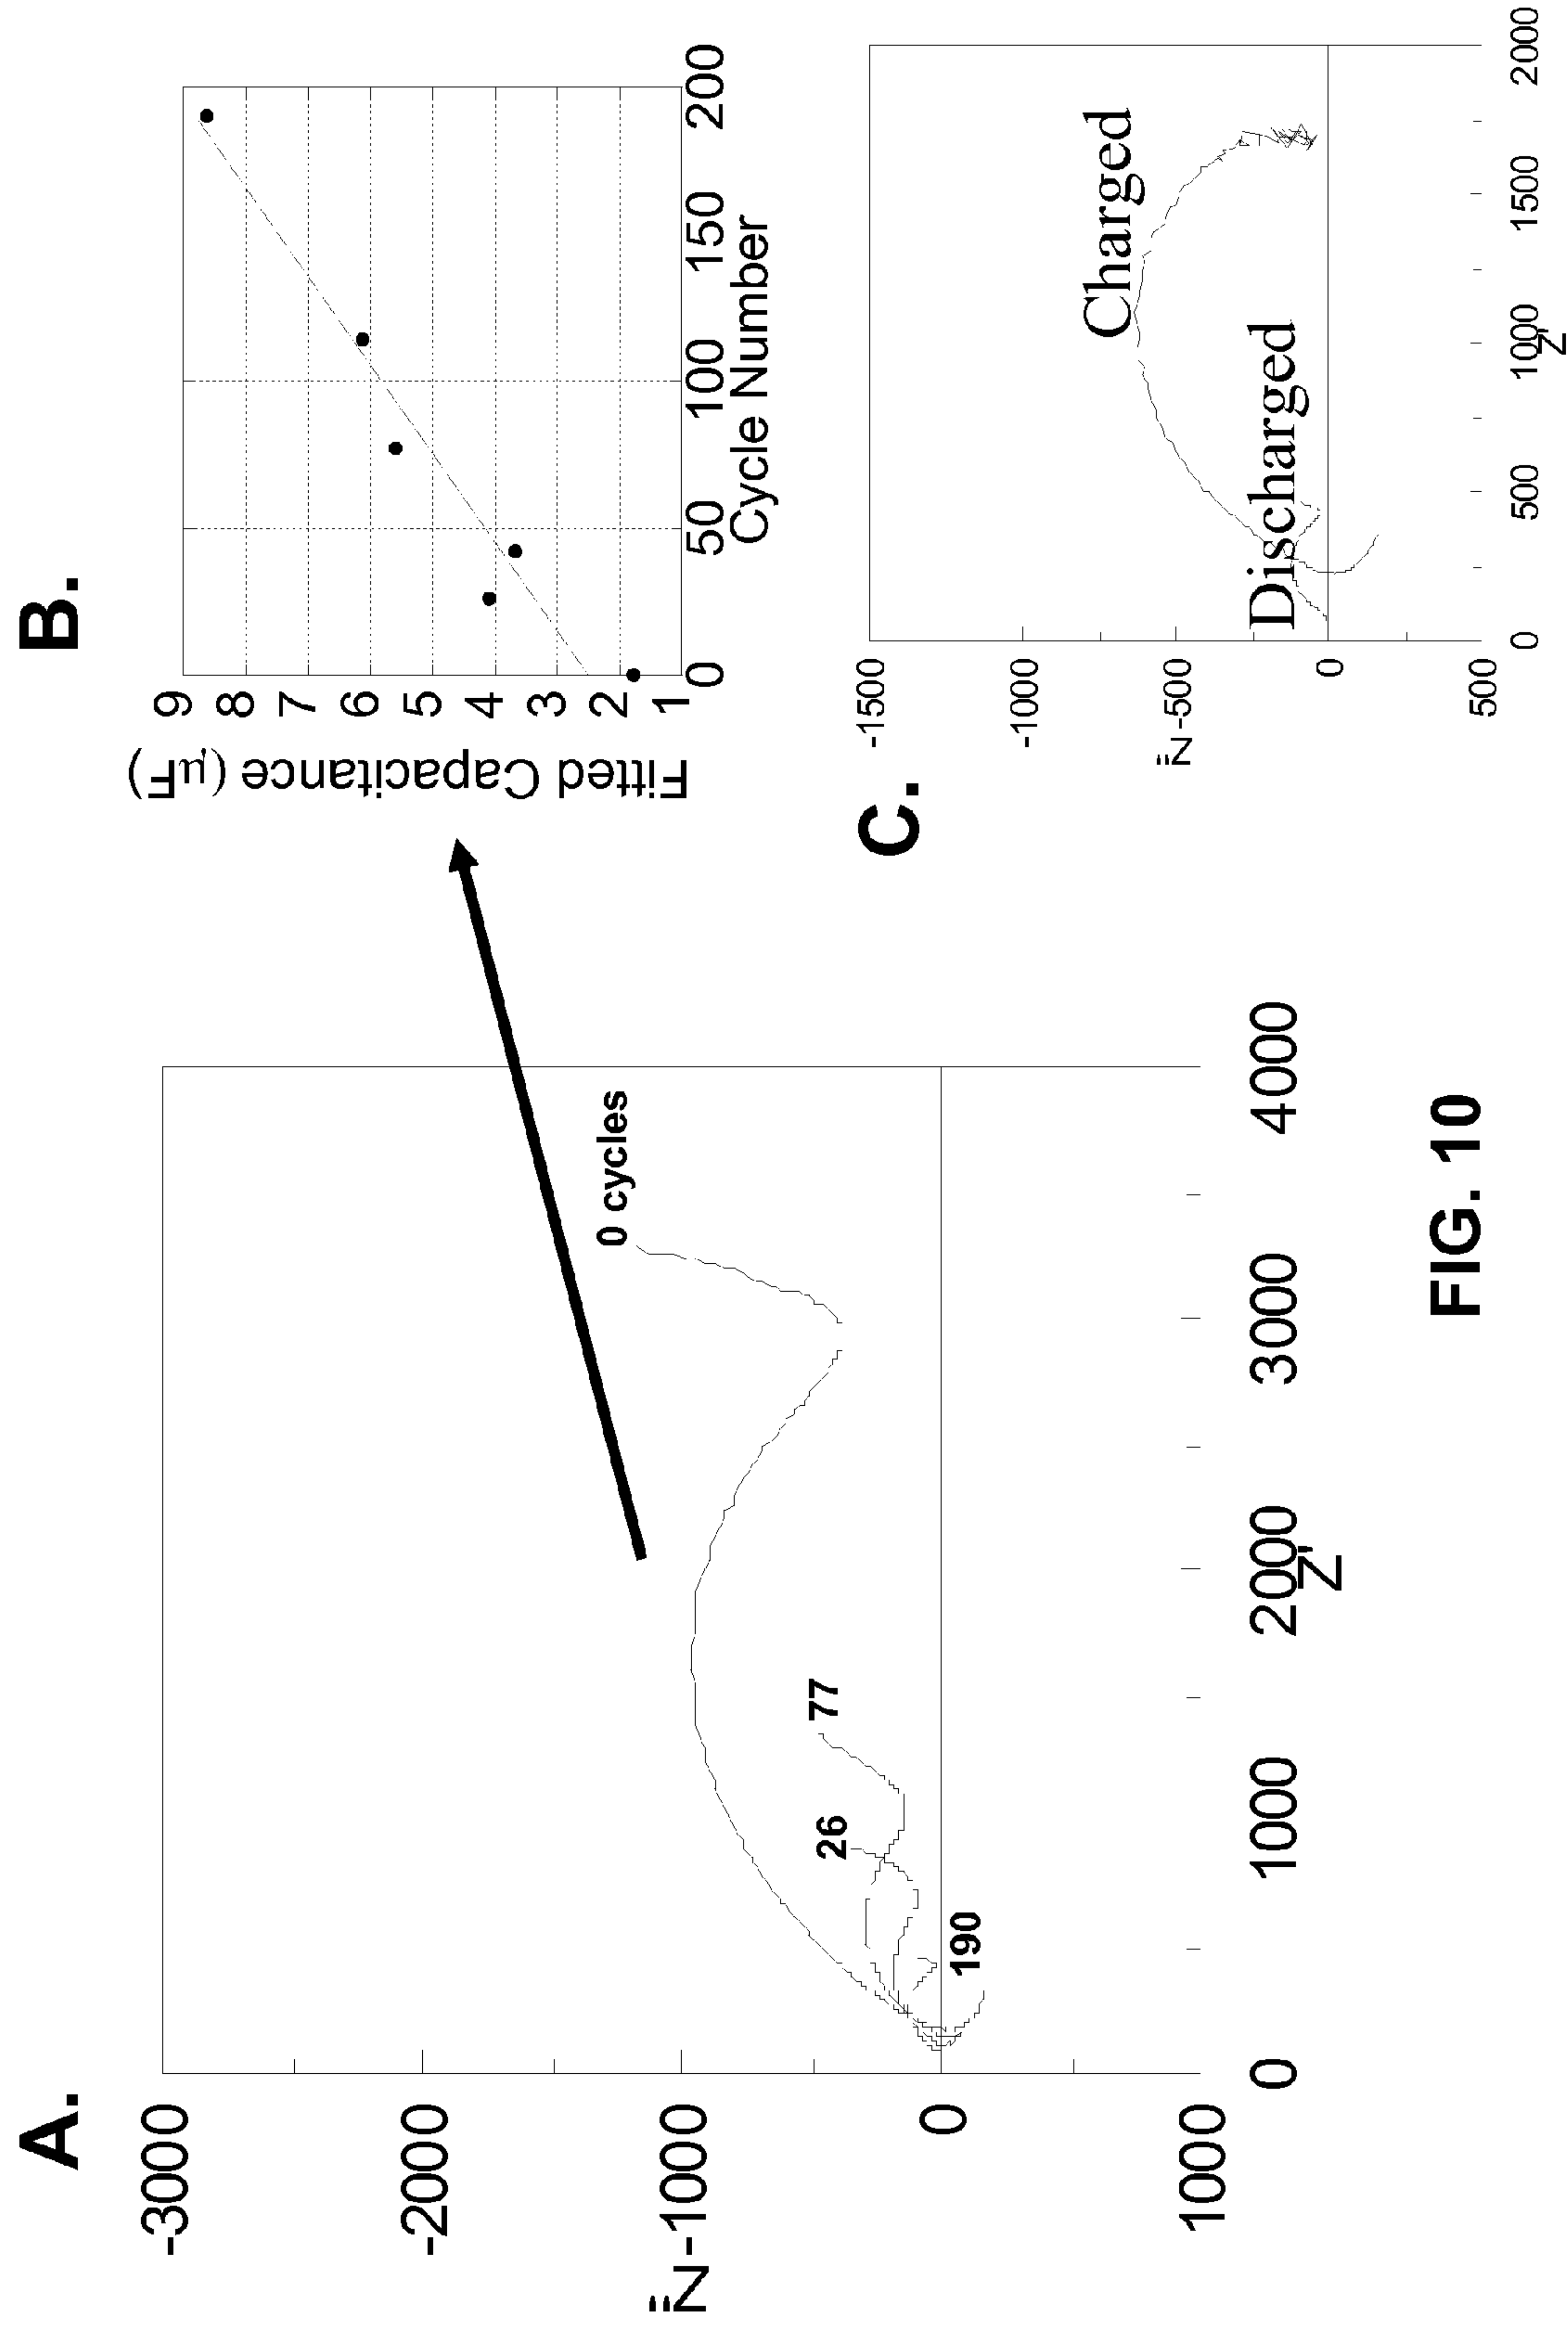 A.
-3000
-2000
-1000
0
1000
Z"
0 cycles
77
26
190
0
1000
2000
3000
4000
Z'
B.
9
8
7
6
5
4
3
2
1
Fitted Capacitance (µF)
0
50
100
150
200
Cycle Number
C.
-1500
-1000
-500
0
500
Z"
Charged
Discharged
0
500
1000
1500
2000
Z'
FIG. 10